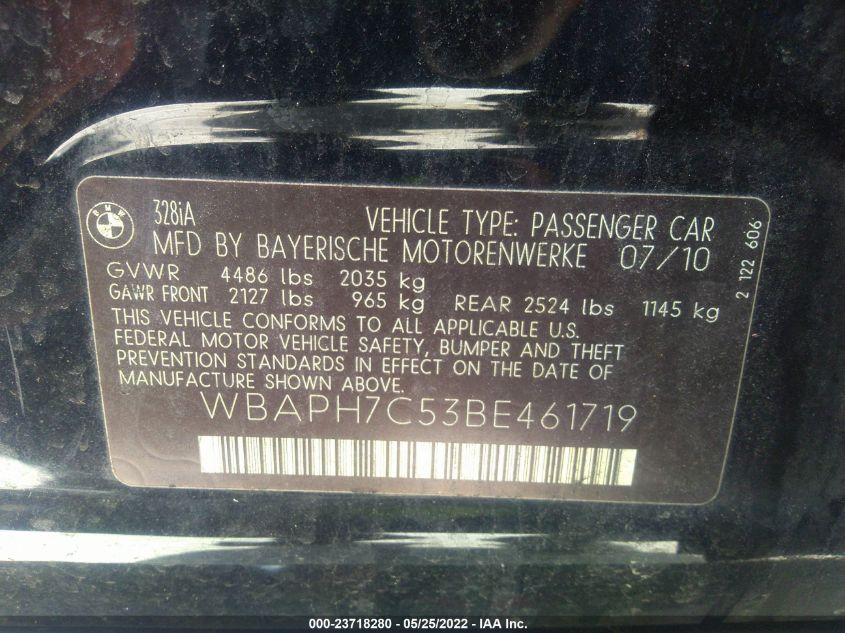 BMW
328iA
VEHICLE TYPE: PASSENGER CAR
MFD BY BAYERISCHE MOTORENWERKE 07/10
GVWR 4486 lbs 2035 kg
GAWR FRONT 2127 lbs 965 kg REAR 2524 lbs 1145 kg
THIS VEHICLE CONFORMS TO ALL APPLICABLE U.S.
FEDERAL MOTOR VEHICLE SAFETY, BUMPER AND THEFT
PREVENTION STANDARDS IN EFFECT ON THE DATE OF
MANUFACTURE SHOWN ABOVE.
WBAPH7C53BE461719
2 122 606
000-23718280 - 05/25/2022 - IAA Inc.